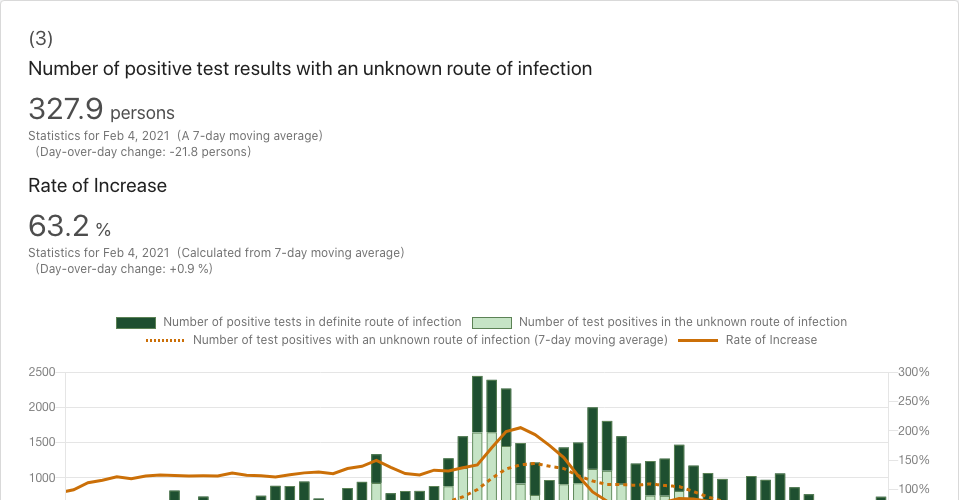 (3)
Number of positive test results with an unknown route of infection
327.9 persons
Statistics for Feb 4, 2021 (A 7-day moving average)
(Day-over-day change: -21.8 persons)
Rate of Increase
63.2 %
Statistics for Feb 4, 2021 (Calculated from 7-day moving average)
(Day-over-day change: +0.9 %)
Number of positive tests in definite route of infection
Number of test positives in the unknown route of infection
Number of test positives with an unknown route of infection (7-day moving average)
Rate of Increase
2500
300%
250%
2000
200%
1500
150%
1000
100%